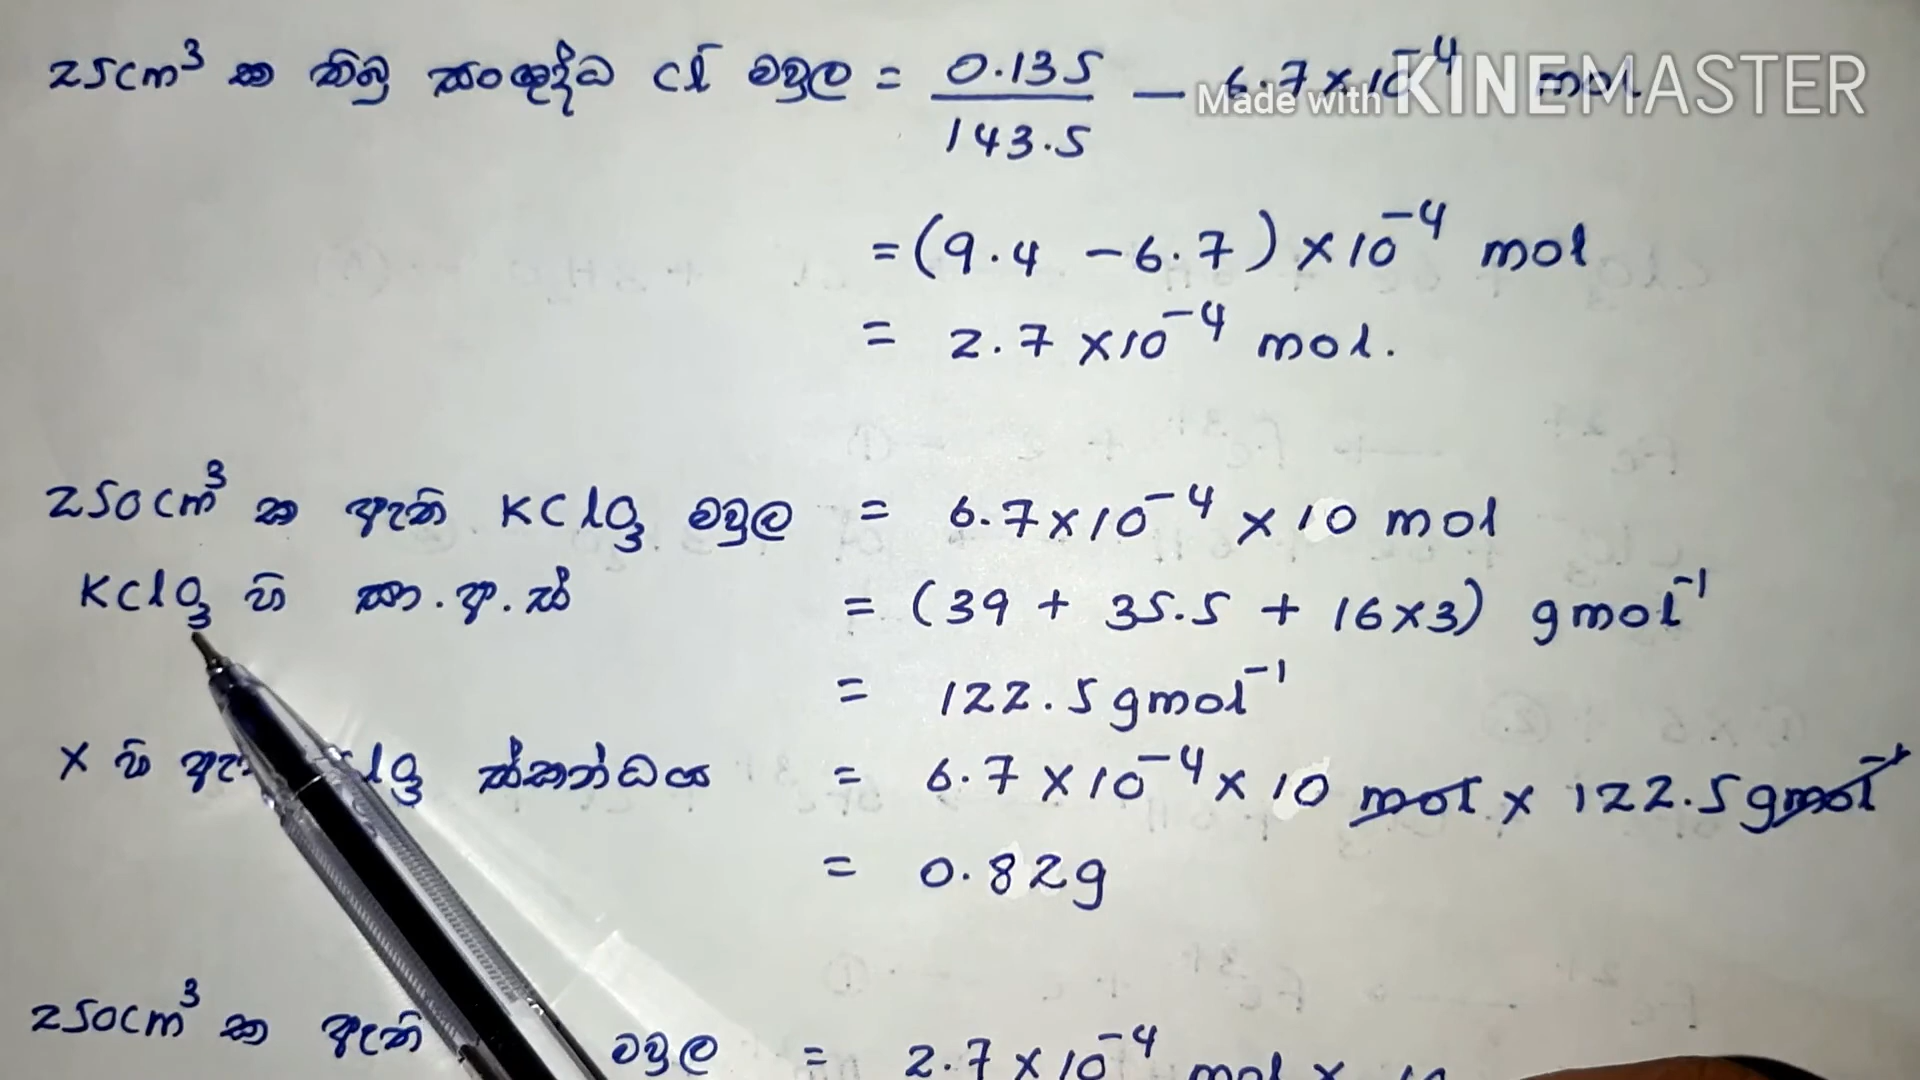 25cm³ ක තිබූ සංශුද්ධ Cl⁻ මවුල = 0.135 / 143.5 — 6.7 × 10⁻⁴ mol
Made with KINEMASTER
= (9.4 - 6.7) × 10⁻⁴ mol
= 2.7 × 10⁻⁴ mol.
250cm³ ක ඇති KClO₃ මවුල = 6.7 × 10⁻⁴ × 10 mol
KClO₃ හි සා.අ.ස් = (39 + 35.5 + 16×3) gmol⁻¹
= 122.5 gmol⁻¹
X හි lO₃ ස්කන්ධය = 6.7 × 10⁻⁴ × 10 mol × 122.5 gmol⁻¹
= 0.82g
250cm³ ක ඇති මවුල = 2.7 × 10⁻⁴ mol × 10